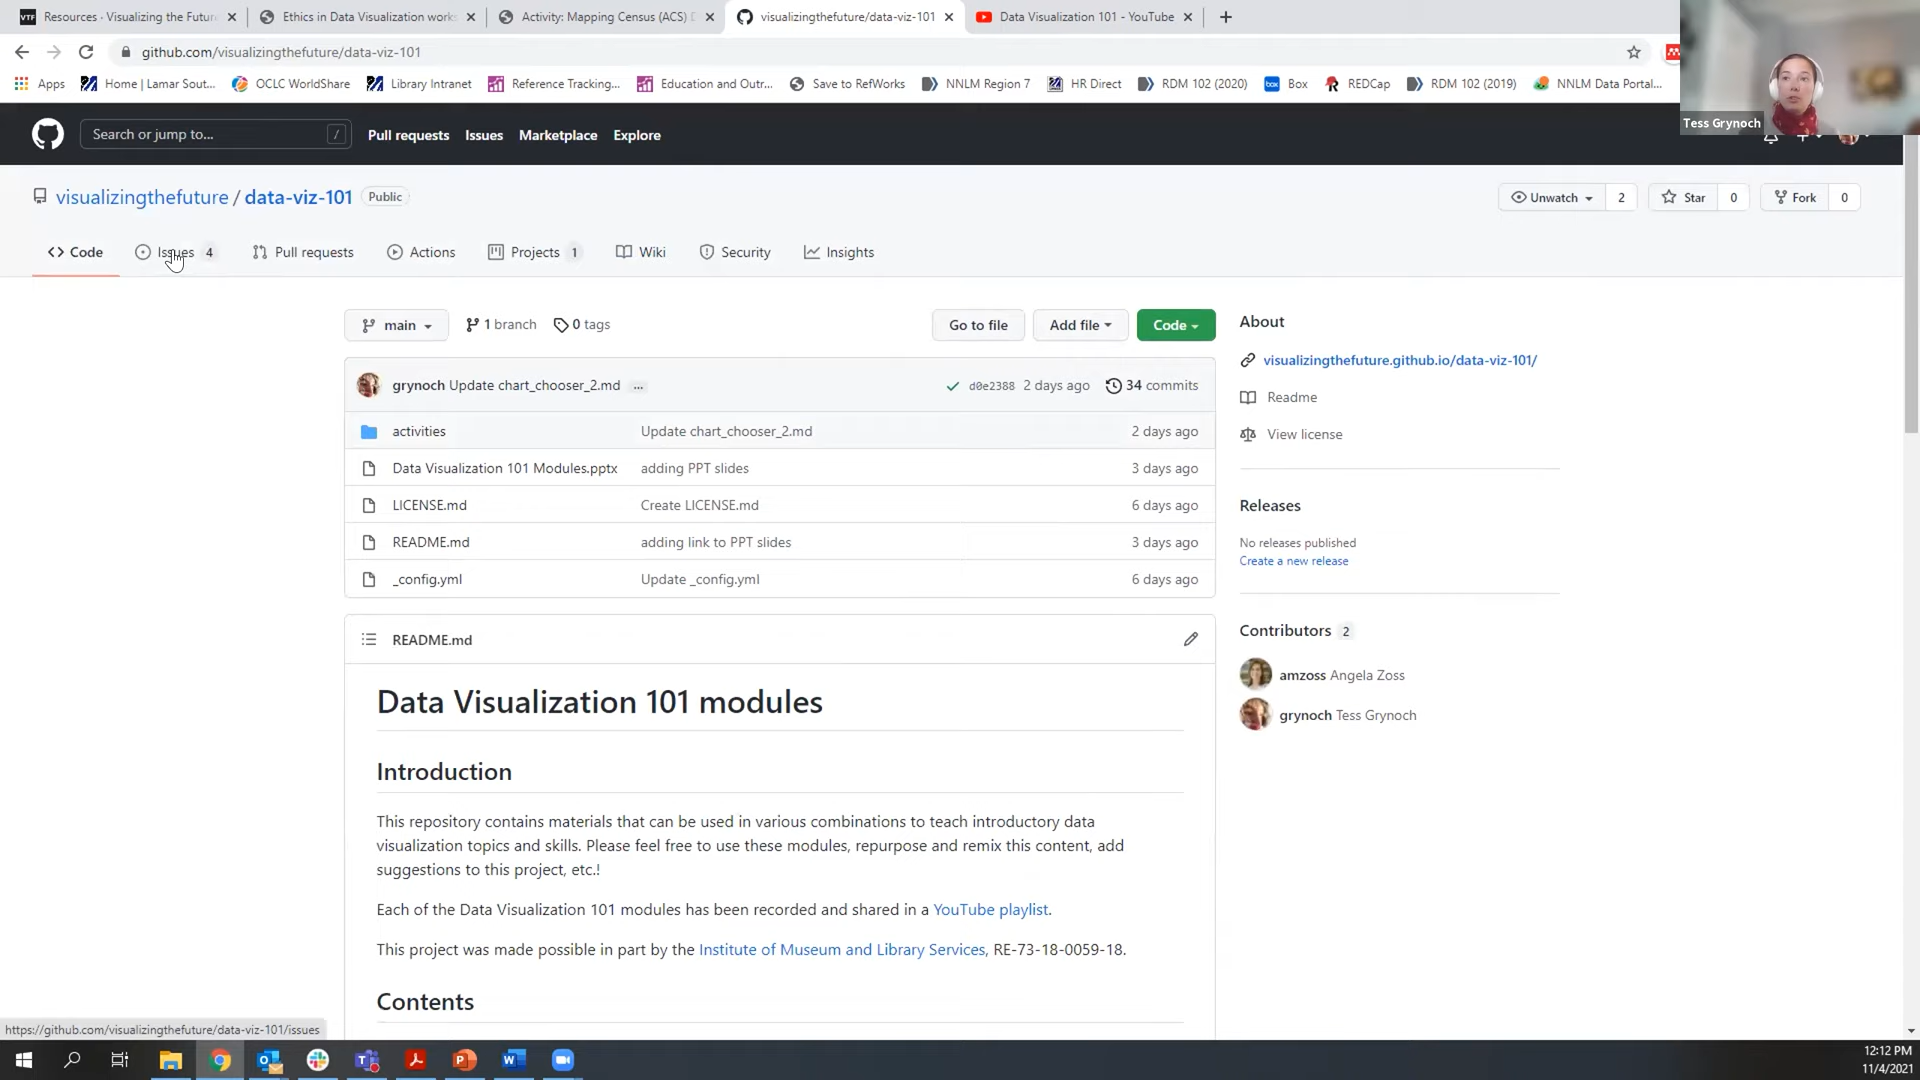 VTF Resources · Visualizing the Futur
Ethics in Data Visualization works
Activity: Mapping Census (ACS) D
visualizingthefuture/data-viz-101
Data Visualization 101 - YouTube
github.com/visualizingthefuture/data-viz-101
Apps
Home | Lamar Sout...
OCLC WorldShare
Library Intranet
Reference Tracking...
Education and Outr...
Save to RefWorks
NNLM Region 7
HR Direct
RDM 102 (2020)
box Box
REDCap
RDM 102 (2019)
NNLM Data Portal...
Tess Grynoch
Search or jump to... /
Pull requests
Issues
Marketplace
Explore
visualizingthefuture / data-viz-101 Public
Unwatch 2
Star 0
Fork 0
<> Code
Issues 4
Pull requests
Actions
Projects 1
Wiki
Security
Insights
main
1 branch
0 tags
Go to file
Add file
Code
grynoch Update chart_chooser_2.md ... d0e2388 2 days ago 34 commits
activities Update chart_chooser_2.md 2 days ago
Data Visualization 101 Modules.pptx adding PPT slides 3 days ago
LICENSE.md Create LICENSE.md 6 days ago
README.md adding link to PPT slides 3 days ago
_config.yml Update _config.yml 6 days ago
README.md
Data Visualization 101 modules
Introduction
This repository contains materials that can be used in various combinations to teach introductory data
visualization topics and skills. Please feel free to use these modules, repurpose and remix this content, add
suggestions to this project, etc.!
Each of the Data Visualization 101 modules has been recorded and shared in a YouTube playlist.
This project was made possible in part by the Institute of Museum and Library Services, RE-73-18-0059-18.
Contents
About
visualizingthefuture.github.io/data-viz-101/
Readme
View license
Releases
No releases published
Create a new release
Contributors 2
amzoss Angela Zoss
grynoch Tess Grynoch
https://github.com/visualizingthefuture/data-viz-101/issues
12:12 PM
11/4/2021